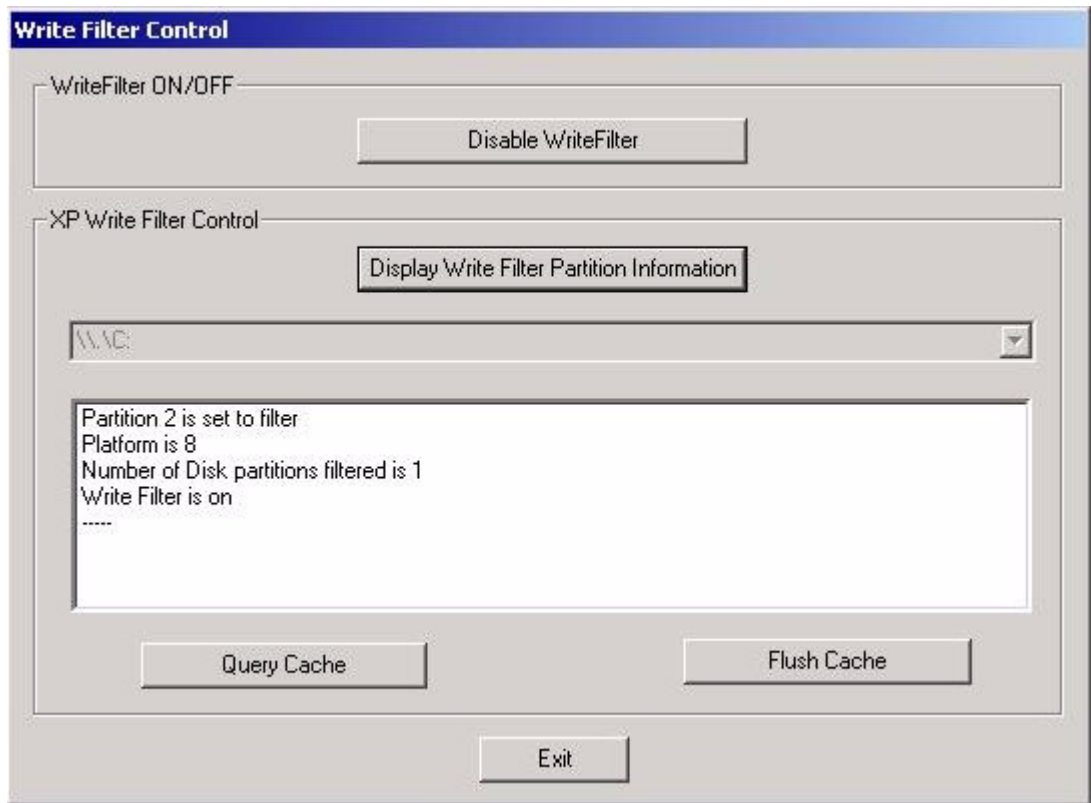 Write Filter Control
WriteFilter ON/OFF
Disable WriteFilter
XP Write Filter Control
Display Write Filter Partition Information
\\.\C:
Partition 2 is set to filter
Platform is 8
Number of Disk partitions filtered is 1
Write Filter is on
-----
Query Cache
Flush Cache
Exit